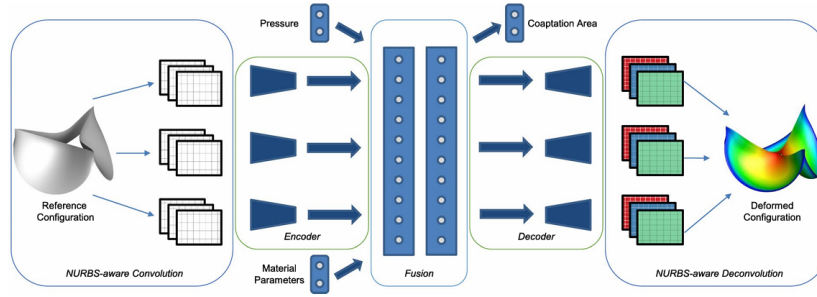 Pressure
Coaptation Area
Reference
Configuration
Deformed
Configuration
Encoder
Decoder
Material
Parameters
NURBS-aware Convolution
Fusion
NURBS-aware Deconvolution